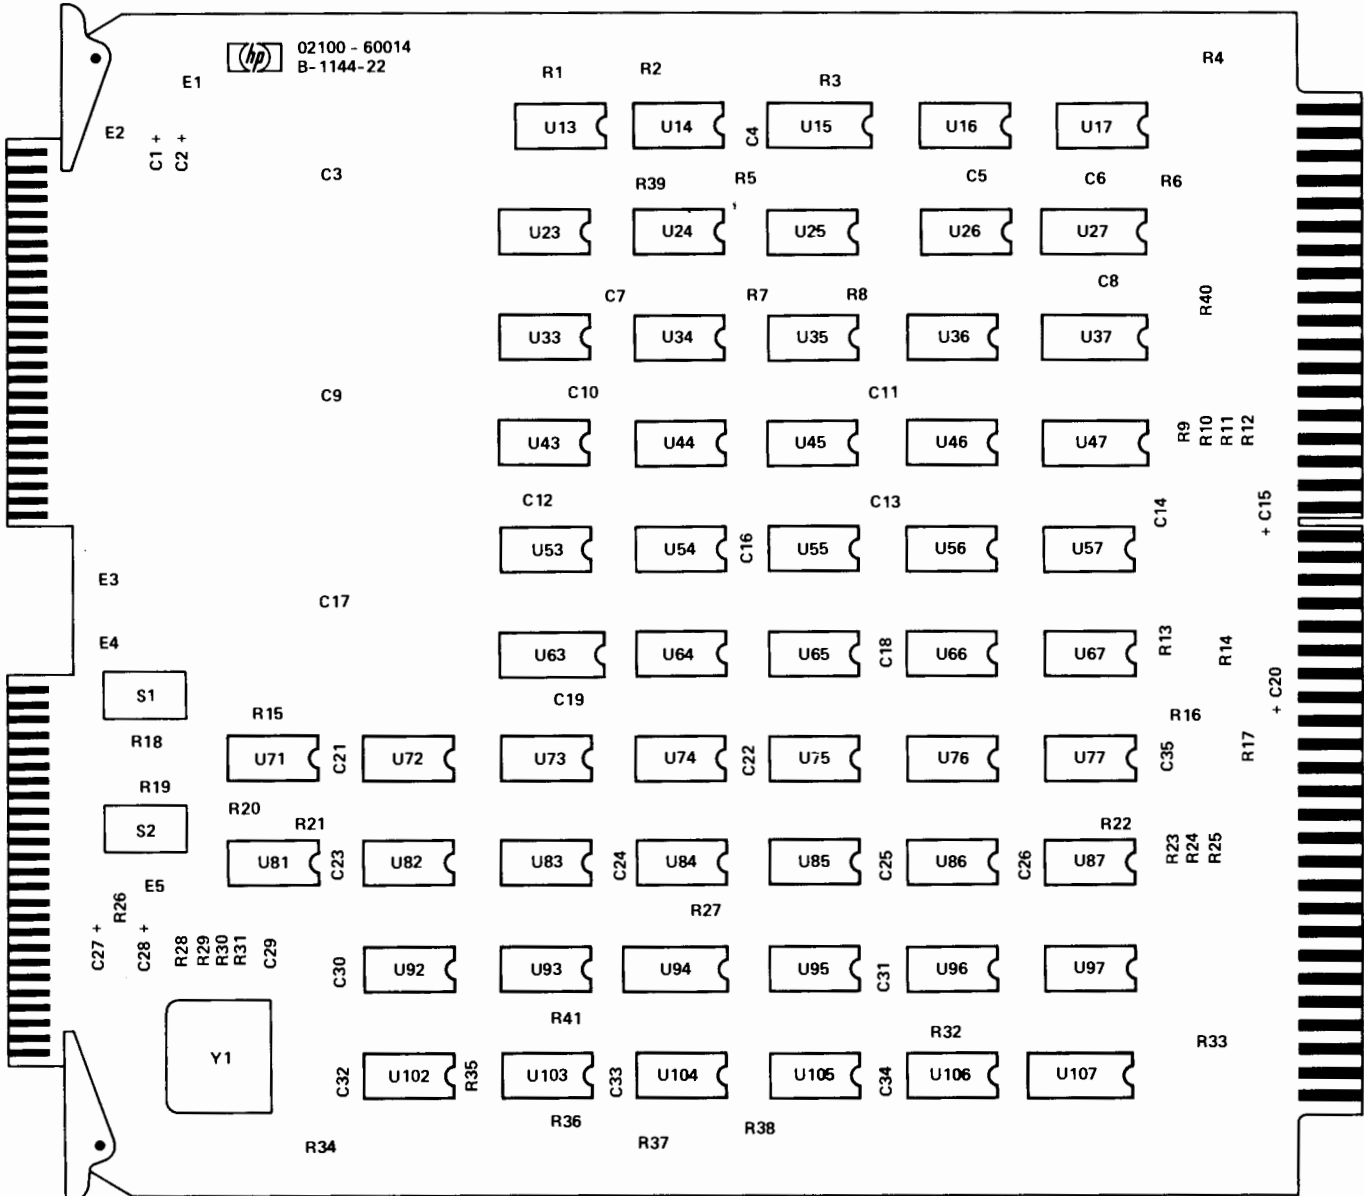 hp 02100 - 60014
B-1144-22
R4
R1 R2 R3
E1
E2 C1 + C2 +
U13 U14 C4 U15 U16 U17
C3 R39 R5 C5 C6 R6
U23 U24 U25 U26 U27
C8
C7 R7 R8 R40
U33 U34 U35 U36 U37
C9 C10 C11
U43 U44 U45 U46 U47 R9 R10 R11 R12
C12 C13 C14 + C15
U53 U54 C16 U55 U56 U57
E3
C17
E4 U63 U64 U65 C18 U66 U67 R13 R14
S1 C19 + C20
R15 R16
R18 U71 C21 U72 U73 U74 C22 U75 U76 U77 C35 R17
R19
R20
S2 R21 R22
U81 C23 U82 U83 C24 U84 U85 C25 U86 C26 U87 R23 R24 R25
E5
R26 R27
C27 + C28 + R28 R29 R30 R31 C29
C30 U92 U93 U94 U95 C31 U96 U97
R41
R32 R33
Y1
C32 U102 R35 U103 C33 U104 U105 C34 U106 U107
R36 R38
R34 R37